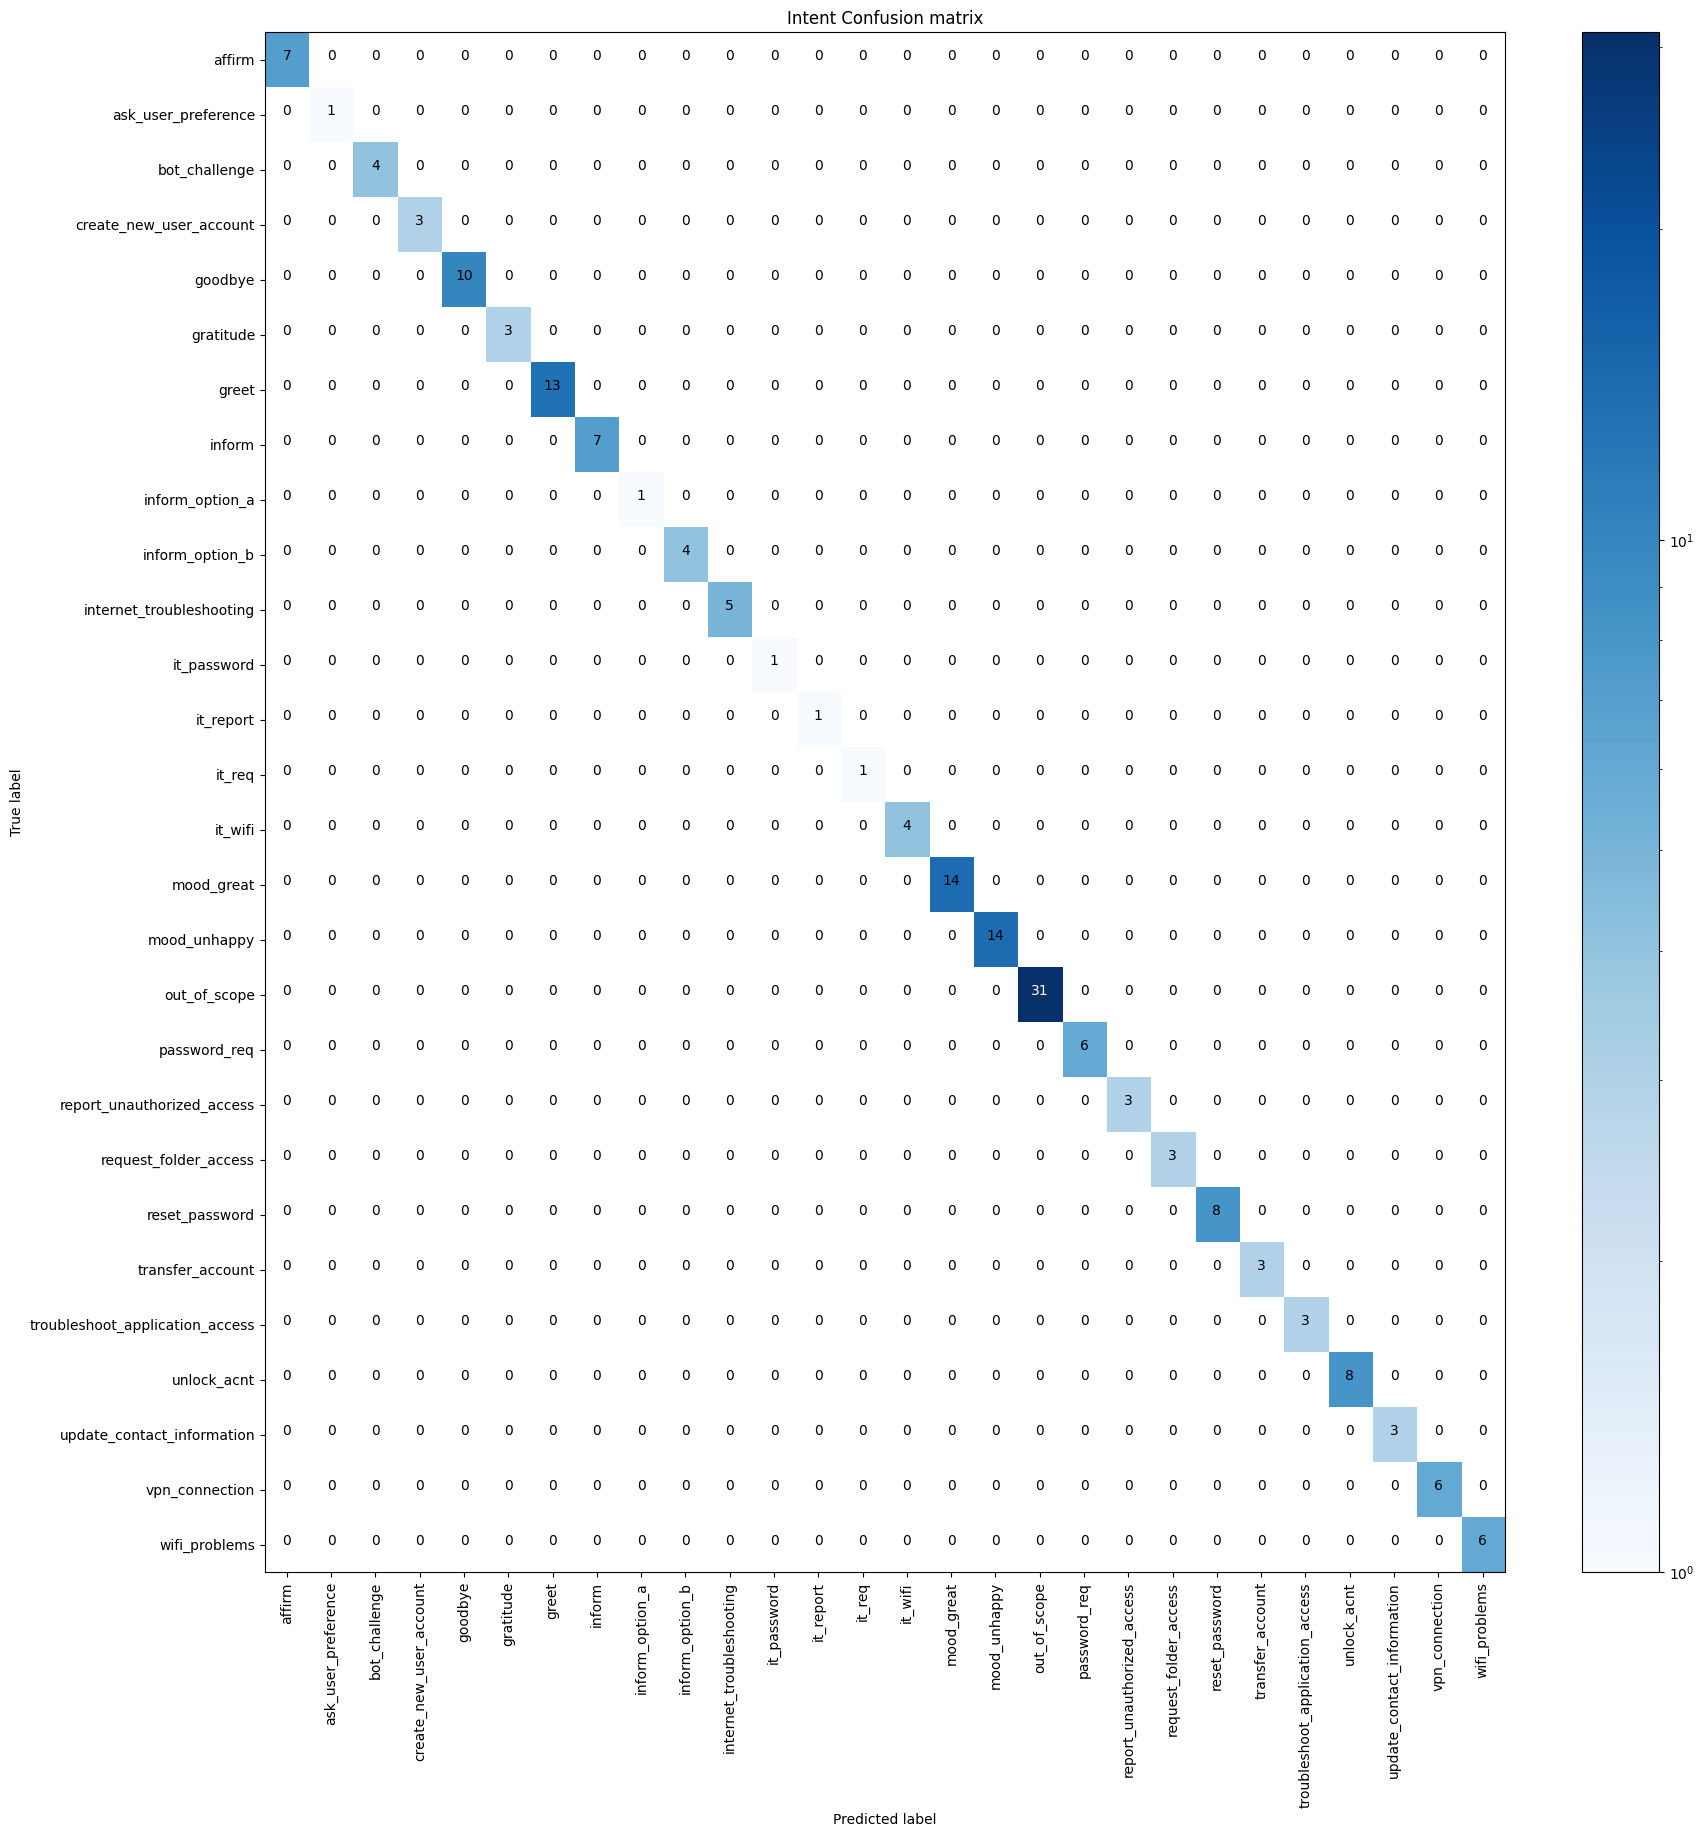 Intent Confusion matrix
affirm 7 0 0 0 0 0 0 0 0 0 0 0 0 0 0 0 0 0 0 0 0 0 0 0 0 0 0 0
ask_user_preference 0 1 0 0 0 0 0 0 0 0 0 0 0 0 0 0 0 0 0 0 0 0 0 0 0 0 0 0
bot_challenge 0 0 4 0 0 0 0 0 0 0 0 0 0 0 0 0 0 0 0 0 0 0 0 0 0 0 0 0
create_new_user_account 0 0 0 3 0 0 0 0 0 0 0 0 0 0 0 0 0 0 0 0 0 0 0 0 0 0 0 0
goodbye 0 0 0 0 10 0 0 0 0 0 0 0 0 0 0 0 0 0 0 0 0 0 0 0 0 0 0 0
gratitude 0 0 0 0 0 3 0 0 0 0 0 0 0 0 0 0 0 0 0 0 0 0 0 0 0 0 0 0
greet 0 0 0 0 0 0 13 0 0 0 0 0 0 0 0 0 0 0 0 0 0 0 0 0 0 0 0 0
inform 0 0 0 0 0 0 0 7 0 0 0 0 0 0 0 0 0 0 0 0 0 0 0 0 0 0 0 0
inform_option_a 0 0 0 0 0 0 0 0 1 0 0 0 0 0 0 0 0 0 0 0 0 0 0 0 0 0 0 0
inform_option_b 0 0 0 0 0 0 0 0 0 4 0 0 0 0 0 0 0 0 0 0 0 0 0 0 0 0 0 0
10¹
internet_troubleshooting 0 0 0 0 0 0 0 0 0 0 5 0 0 0 0 0 0 0 0 0 0 0 0 0 0 0 0 0
it_password 0 0 0 0 0 0 0 0 0 0 0 1 0 0 0 0 0 0 0 0 0 0 0 0 0 0 0 0
it_report 0 0 0 0 0 0 0 0 0 0 0 0 1 0 0 0 0 0 0 0 0 0 0 0 0 0 0 0
it_req 0 0 0 0 0 0 0 0 0 0 0 0 0 1 0 0 0 0 0 0 0 0 0 0 0 0 0 0
True label
it_wifi 0 0 0 0 0 0 0 0 0 0 0 0 0 0 4 0 0 0 0 0 0 0 0 0 0 0 0 0
mood_great 0 0 0 0 0 0 0 0 0 0 0 0 0 0 0 14 0 0 0 0 0 0 0 0 0 0 0 0
mood_unhappy 0 0 0 0 0 0 0 0 0 0 0 0 0 0 0 0 14 0 0 0 0 0 0 0 0 0 0 0
out_of_scope 0 0 0 0 0 0 0 0 0 0 0 0 0 0 0 0 0 31 0 0 0 0 0 0 0 0 0 0
password_req 0 0 0 0 0 0 0 0 0 0 0 0 0 0 0 0 0 0 6 0 0 0 0 0 0 0 0 0
report_unauthorized_access 0 0 0 0 0 0 0 0 0 0 0 0 0 0 0 0 0 0 0 3 0 0 0 0 0 0 0 0
request_folder_access 0 0 0 0 0 0 0 0 0 0 0 0 0 0 0 0 0 0 0 0 3 0 0 0 0 0 0 0
reset_password 0 0 0 0 0 0 0 0 0 0 0 0 0 0 0 0 0 0 0 0 0 8 0 0 0 0 0 0
transfer_account 0 0 0 0 0 0 0 0 0 0 0 0 0 0 0 0 0 0 0 0 0 0 3 0 0 0 0 0
troubleshoot_application_access 0 0 0 0 0 0 0 0 0 0 0 0 0 0 0 0 0 0 0 0 0 0 0 3 0 0 0 0
unlock_acnt 0 0 0 0 0 0 0 0 0 0 0 0 0 0 0 0 0 0 0 0 0 0 0 0 8 0 0 0
update_contact_information 0 0 0 0 0 0 0 0 0 0 0 0 0 0 0 0 0 0 0 0 0 0 0 0 0 3 0 0
vpn_connection 0 0 0 0 0 0 0 0 0 0 0 0 0 0 0 0 0 0 0 0 0 0 0 0 0 0 6 0
wifi_problems 0 0 0 0 0 0 0 0 0 0 0 0 0 0 0 0 0 0 0 0 0 0 0 0 0 0 0 6
10⁰
affirm
ask_user_preference
bot_challenge
create_new_user_account
goodbye
gratitude
greet
inform
inform_option_a
inform_option_b
internet_troubleshooting
it_password
it_report
it_req
it_wifi
mood_great
mood_unhappy
out_of_scope
password_req
report_unauthorized_access
request_folder_access
reset_password
transfer_account
troubleshoot_application_access
unlock_acnt
update_contact_information
vpn_connection
wifi_problems
Predicted label